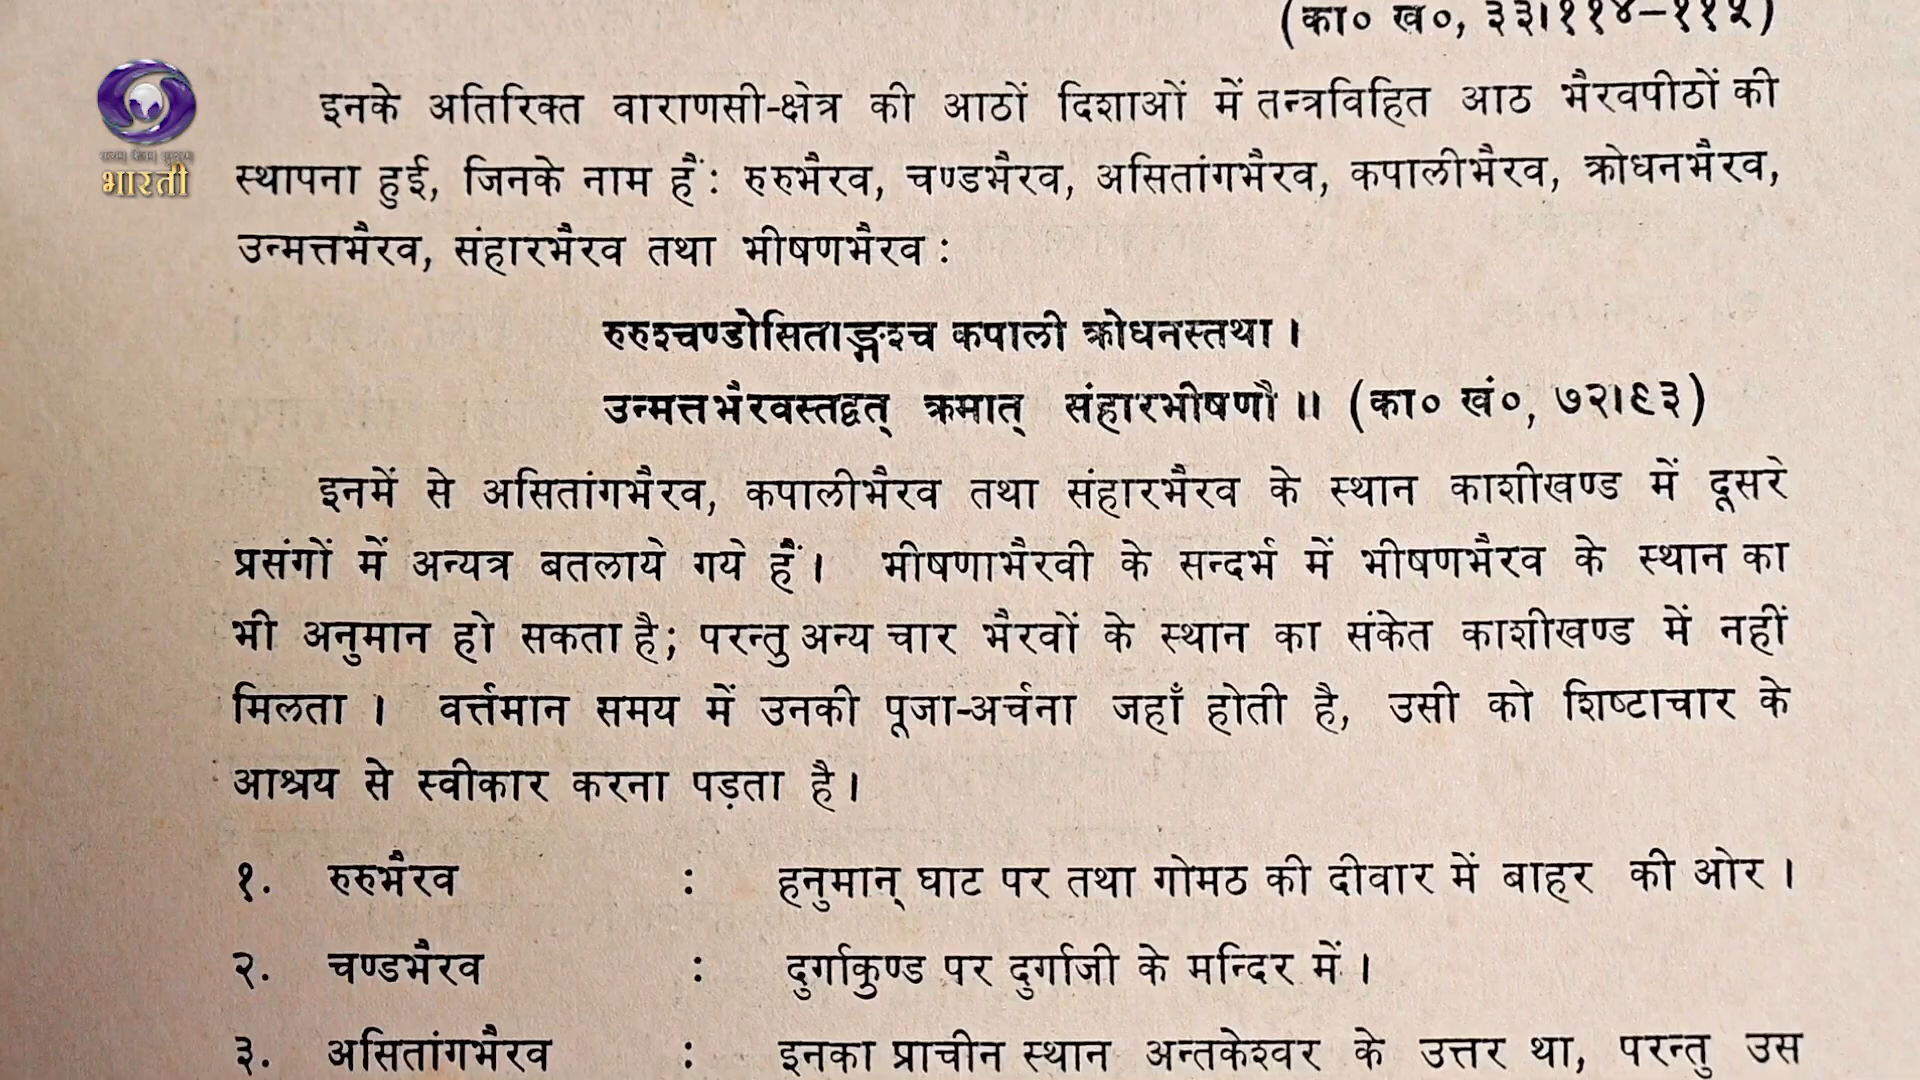 (का० ख०, ३३।११४–११५)
इनके अतिरिक्त वाराणसी-क्षेत्र की आठों दिशाओं में तन्त्रविहित आठ भैरवपीठों की
स्थापना हुई, जिनके नाम हैं: रुरुभैरव, चण्डभैरव, असितांगभैरव, कपालीभैरव, क्रोधनभैरव,
उन्मत्तभैरव, संहारभैरव तथा भीषणभैरव :
रुरुश्चण्डोसिताङ्गश्च कपाली क्रोधनस्तथा ।
उन्मत्तभैरवस्तद्वत् क्रमात् संहारभीषणौ ॥ (का० खं०, ७२।९३)
इनमें से असितांगभैरव, कपालीभैरव तथा संहारभैरव के स्थान काशीखण्ड में दूसरे
प्रसंगों में अन्यत्र बतलाये गये हैं। भीषणाभैरवी के सन्दर्भ में भीषणभैरव के स्थान का
भी अनुमान हो सकता है; परन्तु अन्य चार भैरवों के स्थान का संकेत काशीखण्ड में नहीं
मिलता । वर्त्तमान समय में उनकी पूजा-अर्चना जहाँ होती है, उसी को शिष्टाचार के
आश्रय से स्वीकार करना पड़ता है।
१. रुरुभैरव : हनुमान् घाट पर तथा गोमठ की दीवार में बाहर की ओर ।
२. चण्डभैरव : दुर्गाकुण्ड पर दुर्गाजी के मन्दिर में ।
३. असितांगभैरव : इनका प्राचीन स्थान अन्तकेश्वर के उत्तर था, परन्तु उस
भारती